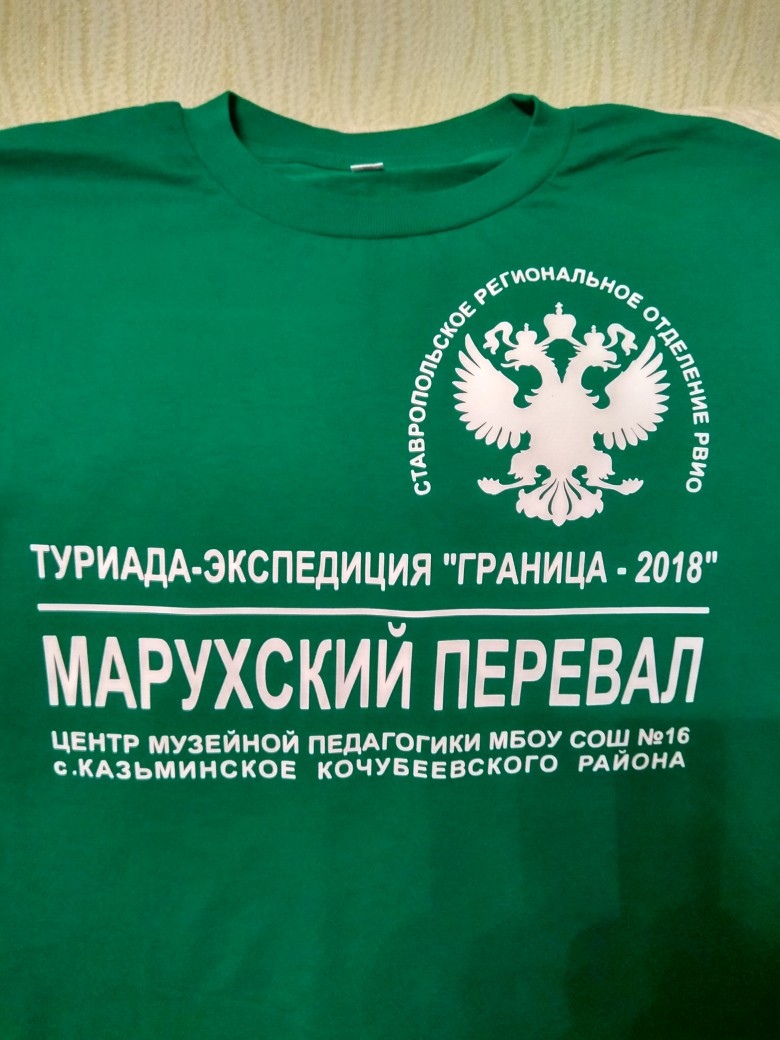 СТАВРОПОЛЬСКОЕ РЕГИОНАЛЬНОЕ ОТДЕЛЕНИЕ РВИО
ТУРИАДА-ЭКСПЕДИЦИЯ "ГРАНИЦА - 2018"
МАРУХСКИЙ ПЕРЕВАЛ
ЦЕНТР МУЗЕЙНОЙ ПЕДАГОГИКИ МБОУ СОШ №16
с.КАЗЬМИНСКОЕ КОЧУБЕЕВСКОГО РАЙОНА